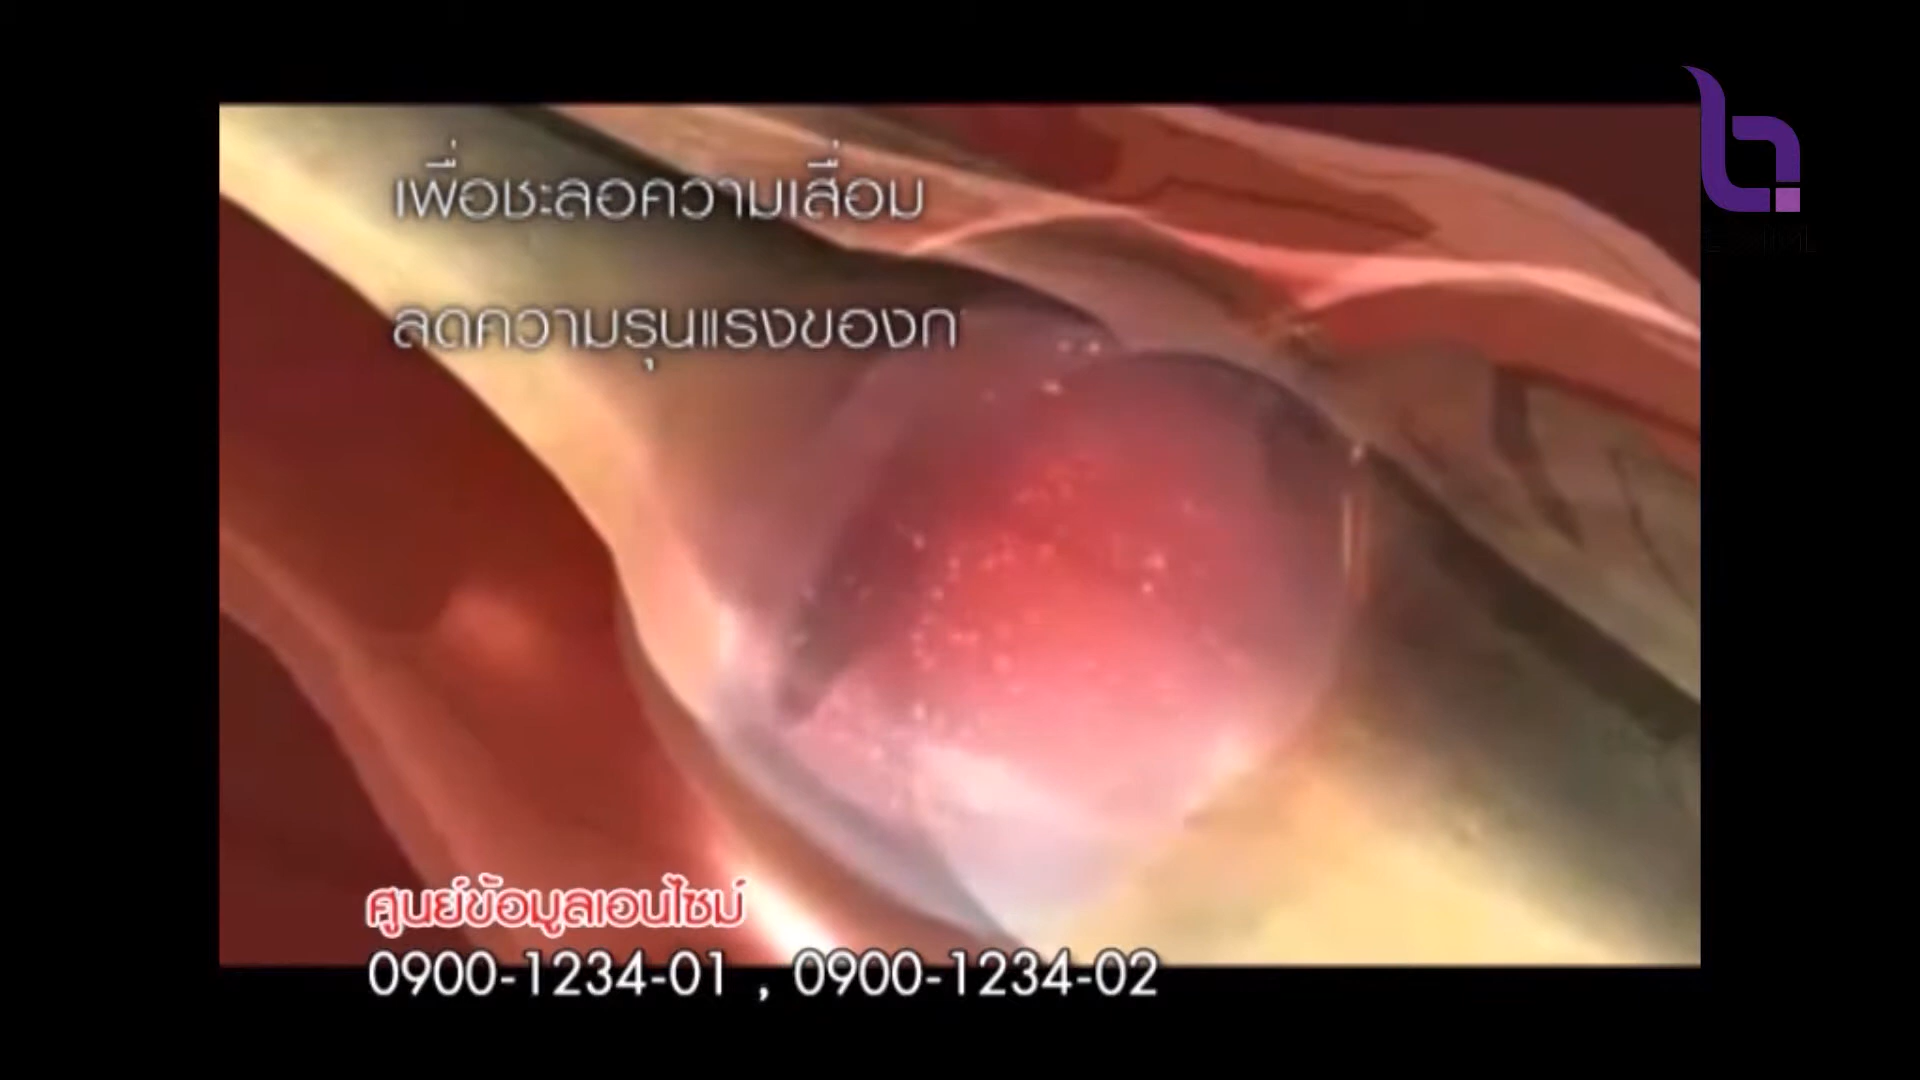 เพื่อชะลอความเสื่อม
ลดความรุนแรงของก
ศูนย์ข้อมูลเอนไซม์
0900-1234-01 , 0900-1234-02